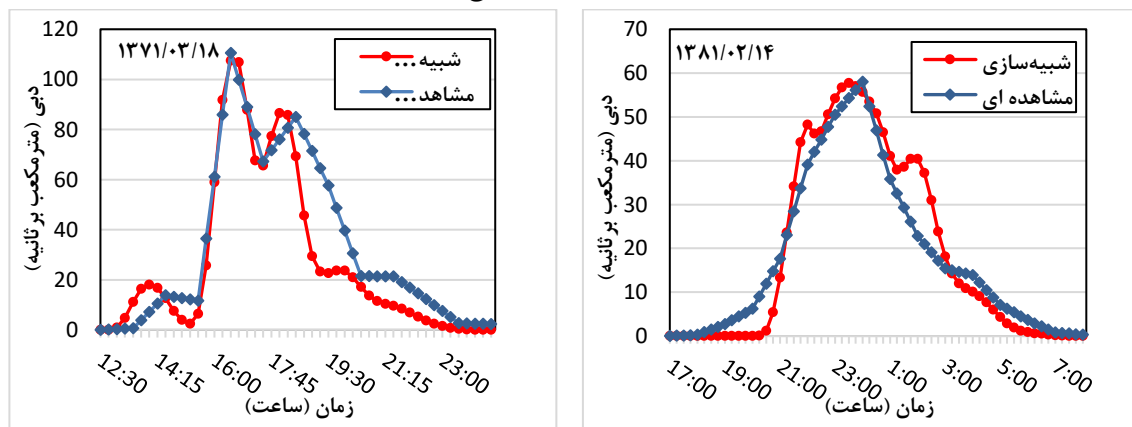 ی
۱۳۷۱/۰۳/۱۸
شبیه...
مشاهد...
دبی (مترمکعب بر ثانیه)
120
100
80
60
40
20
0
12:30 14:15 16:00 17:45 19:30 21:15 23:00
زمان (ساعت)
۱۳۸۱/۰۲/۱۴
شبیه‌سازی
مشاهده ای
دبی (مترمکعب بر ثانیه)
70
60
50
40
30
20
10
0
17:00 19:00 21:00 23:00 1:00 3:00 5:00 7:00
زمان (ساعت)